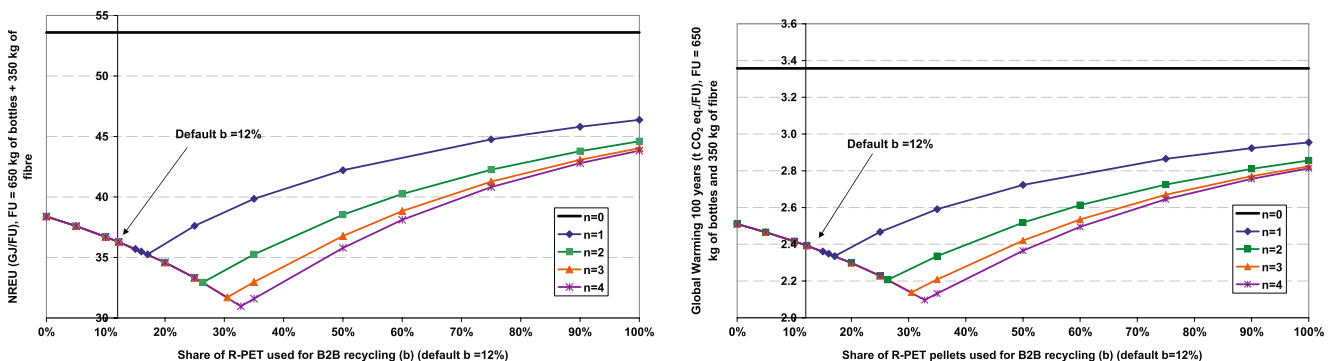 NREU (GJ/FU), FU = 650 kg of bottles + 350 kg of
fibre
55
50
45
40
35
30
Default b =12%
n=0
n=1
n=2
n=3
n=4
0% 10% 20% 30% 40% 50% 60% 70% 80% 90% 100%
Share of R-PET used for B2B recycling (b) (default b =12%)
Global Warming 100 years (t CO2 eq./FU), FU = 650
kg of bottles and 350 kg of fibre
3.6
3.4
3.2
3.0
2.8
2.6
2.4
2.2
2.0
Default b =12%
n=0
n=1
n=2
n=3
n=4
0% 10% 20% 30% 40% 50% 60% 70% 80% 90% 100%
Share of R-PET pellets used for B2B recycling (b) (default b=12%)